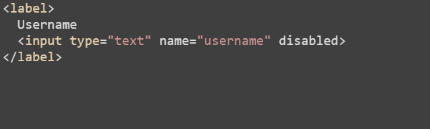 <label>
  Username
  <input type="text" name="username" disabled>
</label>